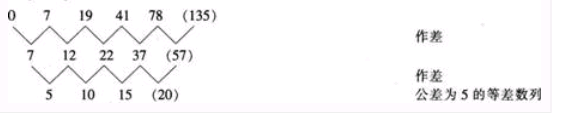 0 7 19 41 78 (135)
作差
7 12 22 37 (57)
作差
5 10 15 (20)
公差为 5 的等差数列